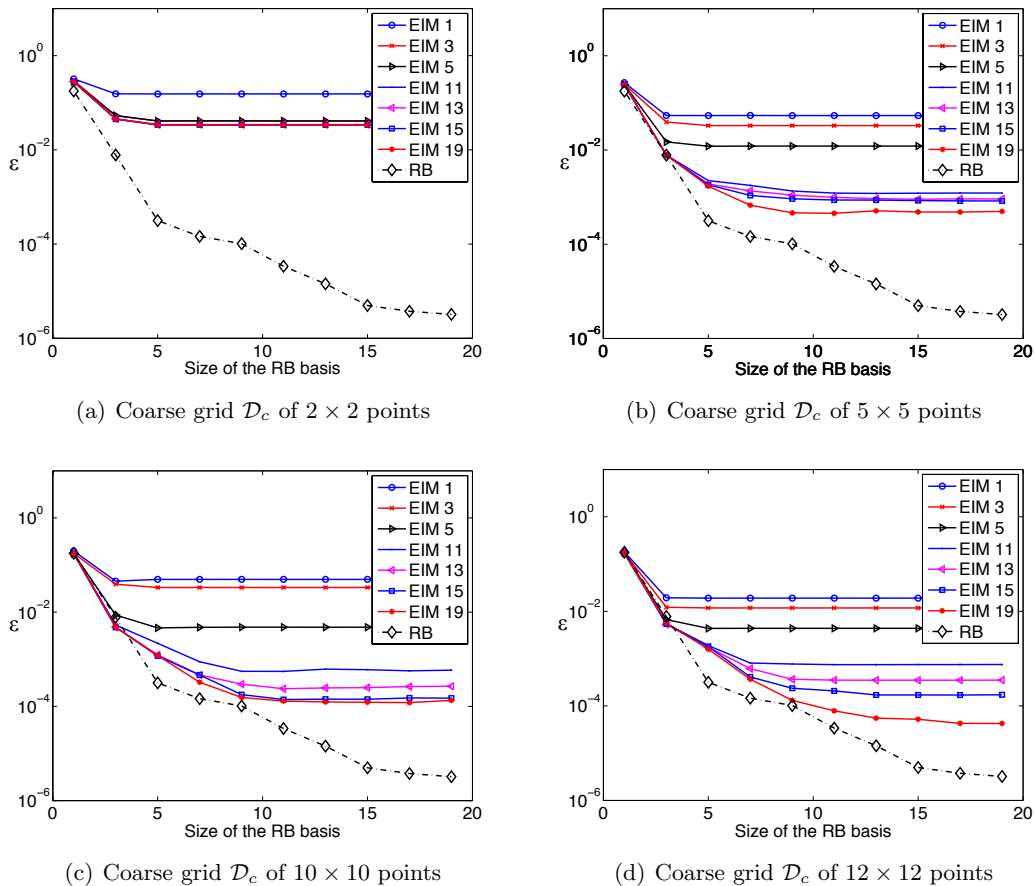 EIM 1
EIM 3
EIM 5
EIM 11
EIM 13
EIM 15
EIM 19
RB
10^0
10^-2
10^-4
10^-6
ε
0
5
10
15
20
Size of the RB basis
(a) Coarse grid D_c of 2 × 2 points
EIM 1
EIM 3
EIM 5
EIM 11
EIM 13
EIM 15
EIM 19
RB
10^0
10^-2
10^-4
10^-6
ε
0
5
10
15
20
Size of the RB basis
(b) Coarse grid D_c of 5 × 5 points
EIM 1
EIM 3
EIM 5
EIM 11
EIM 13
EIM 15
EIM 19
RB
10^0
10^-2
10^-4
10^-6
ε
0
5
10
15
20
Size of the RB basis
(c) Coarse grid D_c of 10 × 10 points
EIM 1
EIM 3
EIM 5
EIM 11
EIM 13
EIM 15
EIM 19
RB
10^0
10^-2
10^-4
10^-6
ε
0
5
10
15
20
Size of the RB basis
(d) Coarse grid D_c of 12 × 12 points